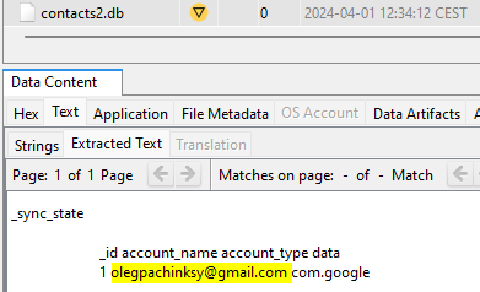 contacts2.db 0 2024-04-01 12:34:12 CEST
Data Content
Hex Text Application File Metadata OS Account Data Artifacts
Strings Extracted Text Translation
Page: 1 of 1 Page Matches on page: - of - Match
_sync_state
_id account_name account_type data
1 olegpachinksy@gmail.com com.google